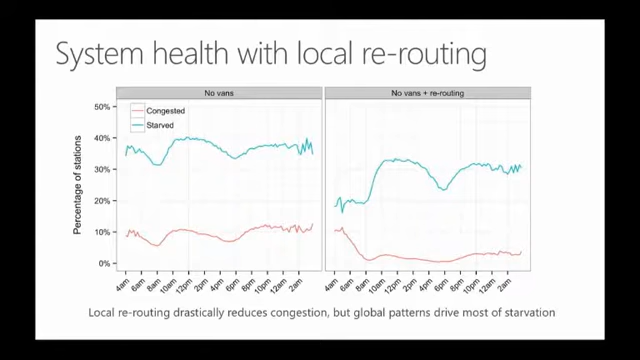 System health with local re-routing
No vans
No vans + re-routing
Congested
Starved
Percentage of stations
50%
40%
30%
20%
10%
0%
4am 6am 8am 10am 12pm 2pm 4pm 6pm 8pm 10pm 12am 2am
4am 6am 8am 10am 12pm 2pm 4pm 6pm 8pm 10pm 12am 2am
Local re-routing drastically reduces congestion, but global patterns drive most of starvation